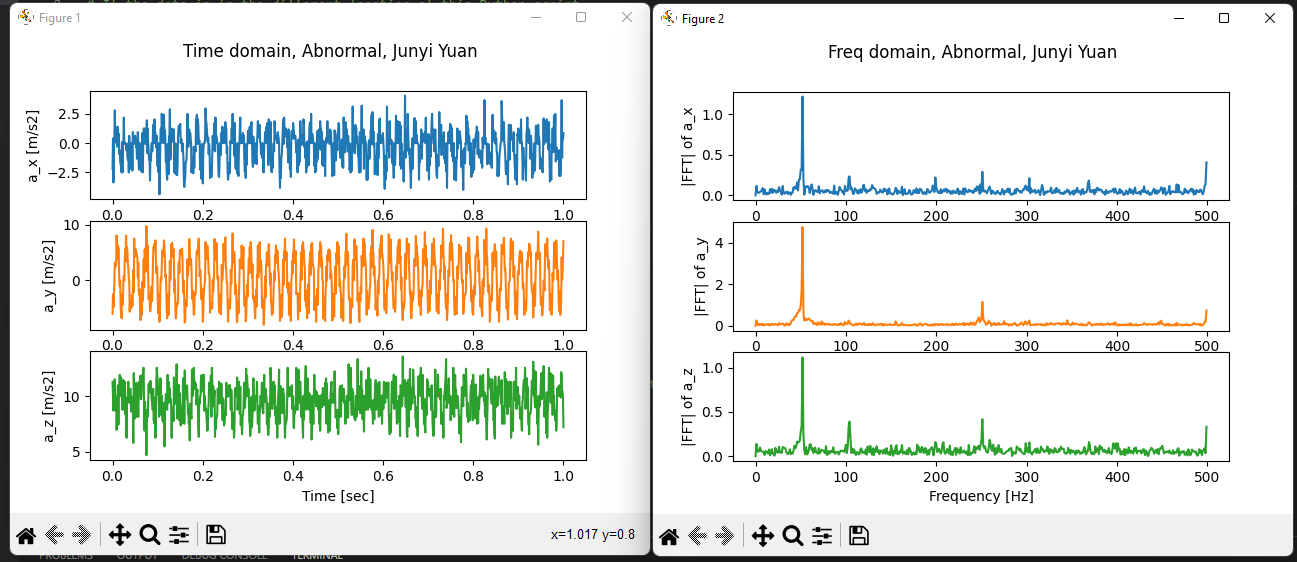 Figure 1
Time domain, Abnormal, Junyi Yuan
a_x [m/s2]
2.5
0.0
−2.5
0.0 0.2 0.4 0.6 0.8 1.0
a_y [m/s2]
10
0
0.0 0.2 0.4 0.6 0.8 1.0
a_z [m/s2]
10
5
0.0 0.2 0.4 0.6 0.8 1.0
Time [sec]
x=1.017 y=0.8
Figure 2
Freq domain, Abnormal, Junyi Yuan
|FFT| of a_x
1.0
0.5
0.0
0 100 200 300 400 500
|FFT| of a_y
4
2
0
0 100 200 300 400 500
|FFT| of a_z
1.0
0.5
0.0
0 100 200 300 400 500
Frequency [Hz]
PROBLEMS OUTPUT DEBUG CONSOLE TERMINAL